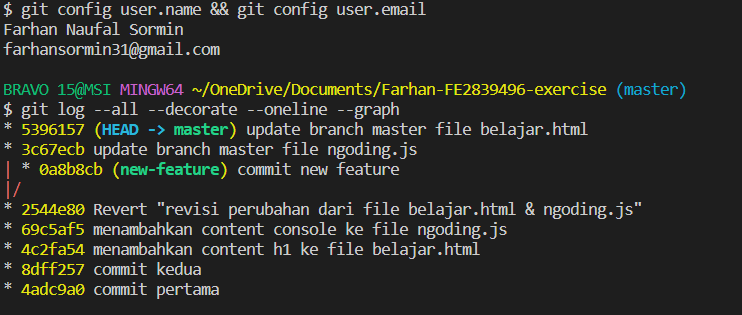 $ git config user.name && git config user.email
Farhan Naufal Sormin
farhansormin31@gmail.com
BRAVO 15@MSI MINGW64 ~/OneDrive/Documents/Farhan-FE2839496-exercise (master)
$ git log --all --decorate --oneline --graph
* 5396157 (HEAD -> master) update branch master file belajar.html
* 3c67ecb update branch master file ngoding.js
| * 0a8b8cb (new-feature) commit new feature
|/
* 2544e80 Revert "revisi perubahan dari file belajar.html & ngoding.js"
* 69c5af5 menambahkan content console ke file ngoding.js
* 4c2fa54 menambahkan content h1 ke file belajar.html
* 8dff257 commit kedua
* 4adc9a0 commit pertama